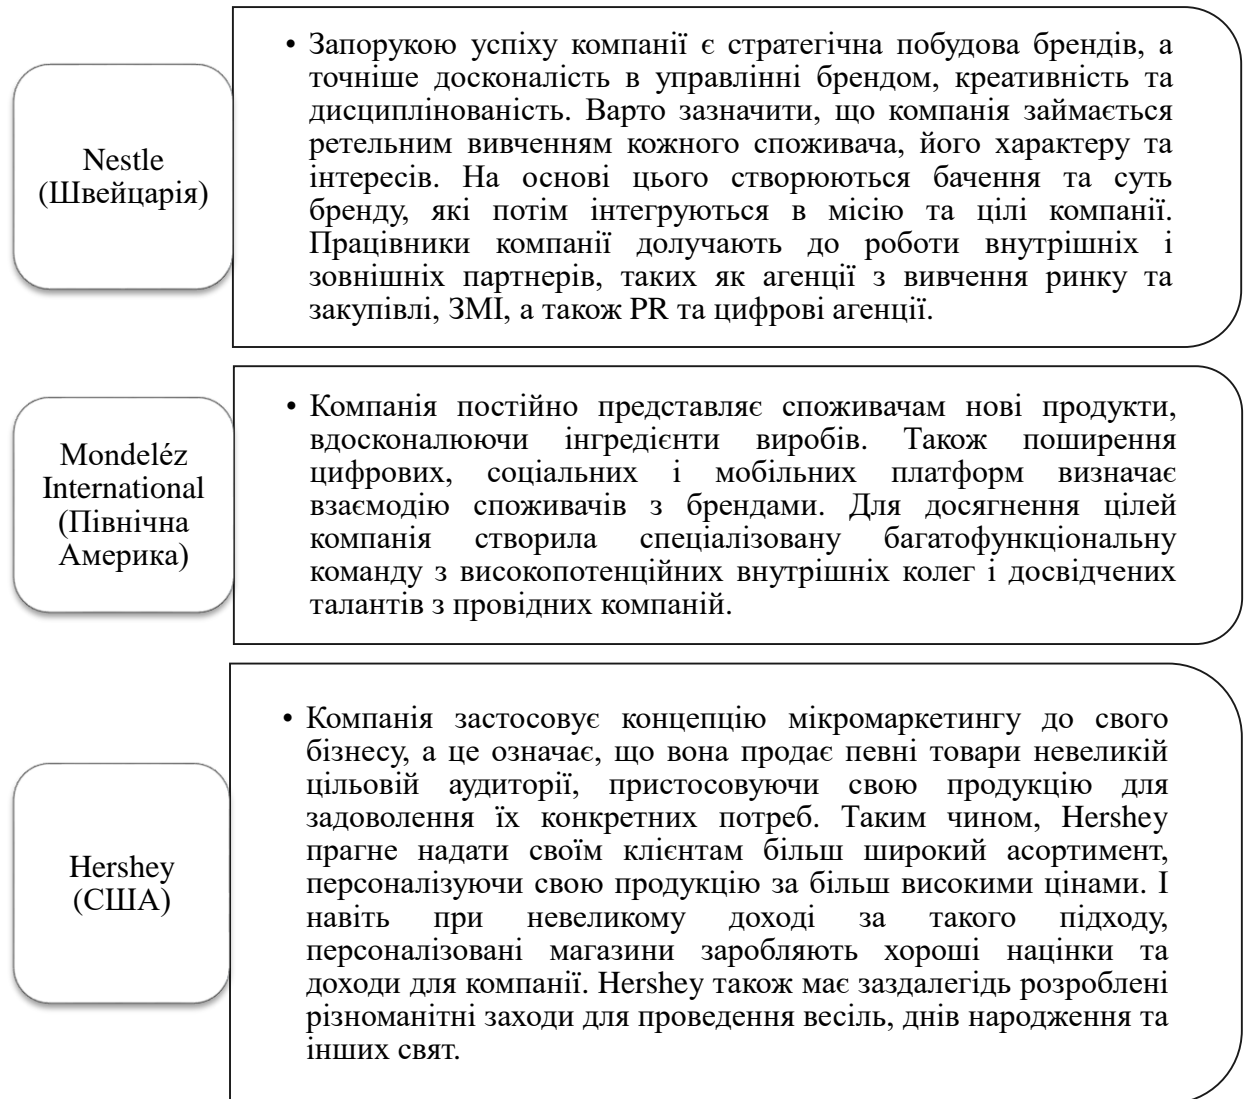 Nestle
(Швейцарія)
• Запорукою успіху компанії є стратегічна побудова брендів, а
точніше досконалість в управлінні брендом, креативність та
дисциплінованість. Варто зазначити, що компанія займається
ретельним вивченням кожного споживача, його характеру та
інтересів. На основі цього створюються бачення та суть
бренду, які потім інтегруються в місію та цілі компанії.
Працівники компанії долучають до роботи внутрішніх і
зовнішніх партнерів, таких як агенції з вивчення ринку та
закупівлі, ЗМІ, а також PR та цифрові агенції.
Mondeléz
International
(Північна
Америка)
• Компанія постійно представляє споживачам нові продукти,
вдосконалюючи інгредієнти виробів. Також поширення
цифрових, соціальних і мобільних платформ визначає
взаємодію споживачів з брендами. Для досягнення цілей
компанія створила спеціалізовану багатофункціональну
команду з високопотенційних внутрішніх колег і досвідчених
талантів з провідних компаній.
Hershey
(США)
• Компанія застосовує концепцію мікромаркетингу до свого
бізнесу, а це означає, що вона продає певні товари невеликій
цільовій аудиторії, пристосовуючи свою продукцію для
задоволення їх конкретних потреб. Таким чином, Hershey
прагне надати своїм клієнтам більш широкий асортимент,
персоналізуючи свою продукцію за більш високими цінами. І
навіть при невеликому доході за такого підходу,
персоналізовані магазини заробляють хороші націнки та
доходи для компанії. Hershey також має заздалегідь розроблені
різноманітні заходи для проведення весіль, днів народження та
інших свят.